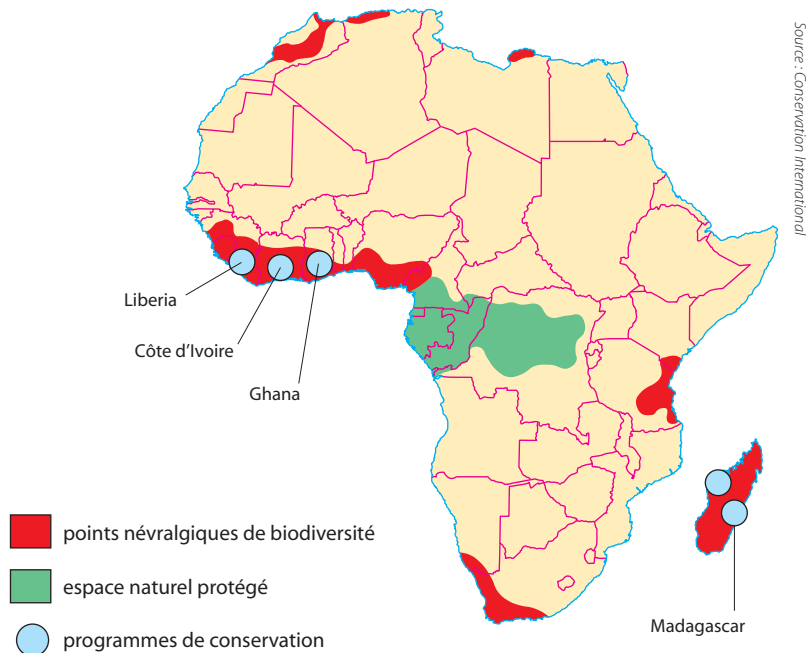 Source : Conservation International
Liberia
Côte d'Ivoire
Ghana
points névralgiques de biodiversité
espace naturel protégé
programmes de conservation
Madagascar